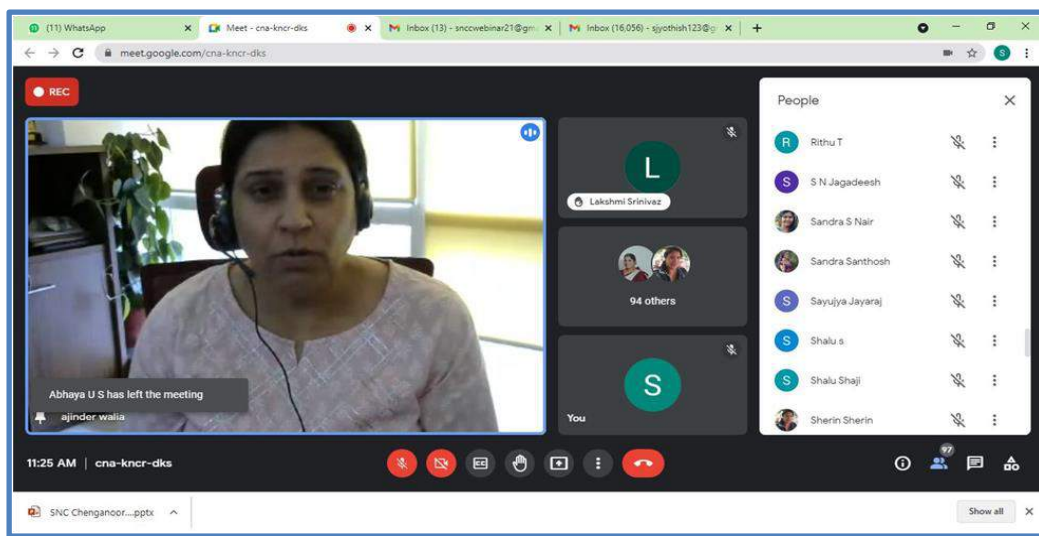 (11) WhatsApp
Meet - cna-kncr-dks
Inbox (13) - snccwebinar21@gm
Inbox (16,056) - sjyothish123@g
meet.google.com/cna-kncr-dks
S
REC
L
Lakshmi Srinivaz
94 others
S
You
Abhaya U S has left the meeting
ajinder walia
People
R Rithu T
S S N Jagadeesh
Sandra S Nair
Sandra Santhosh
S Sayujya Jayaraj
S Shalu s
S Shalu Shaji
Sherin Sherin
11:25 AM | cna-kncr-dks
CC
97
SNC Chenganoor....pptx
Show all